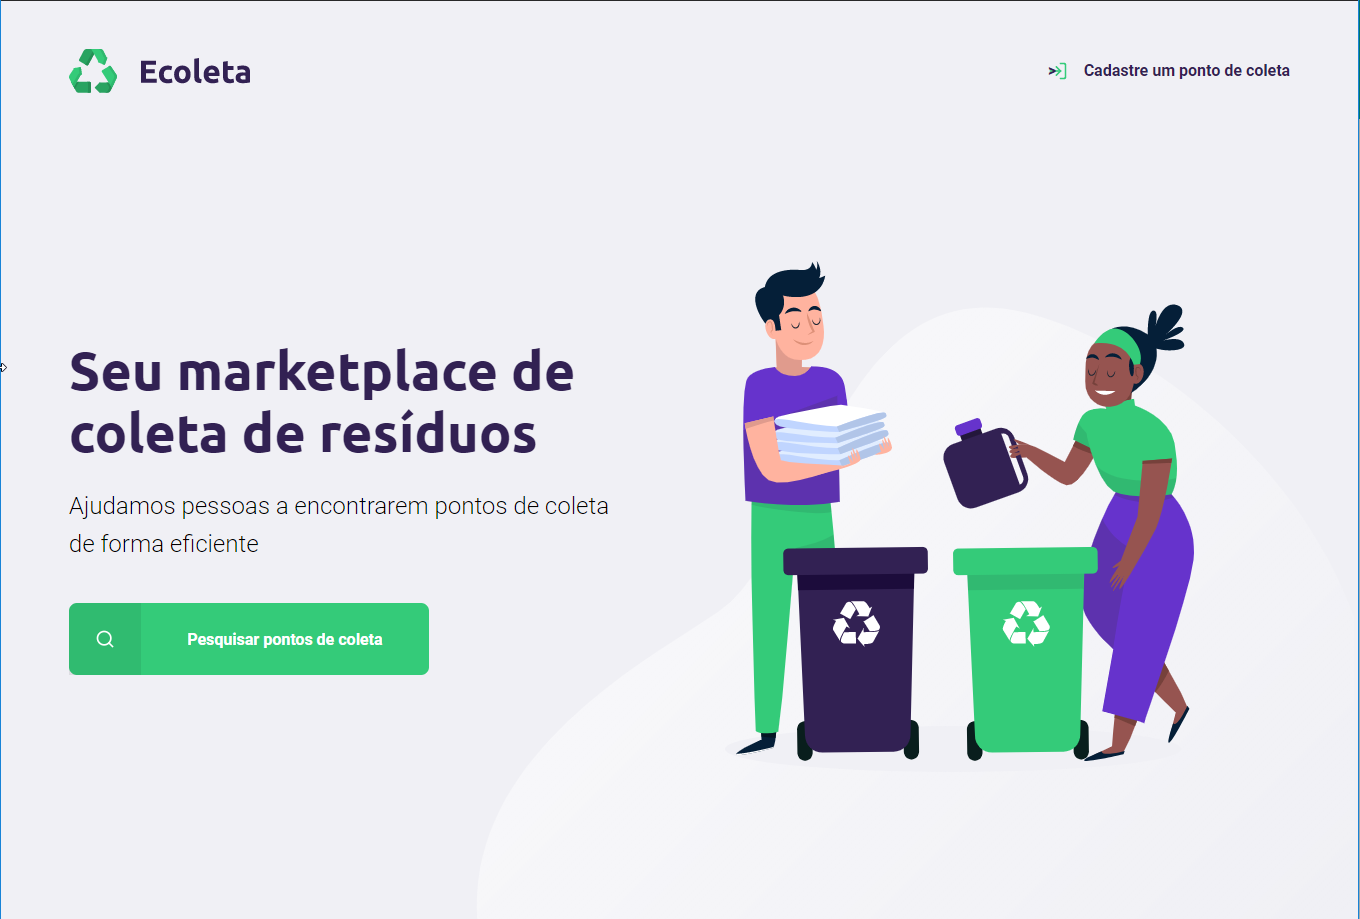 Ecoleta
Cadastre um ponto de coleta
Seu marketplace de
coleta de resíduos
Ajudamos pessoas a encontrarem pontos de coleta
de forma eficiente
Pesquisar pontos de coleta